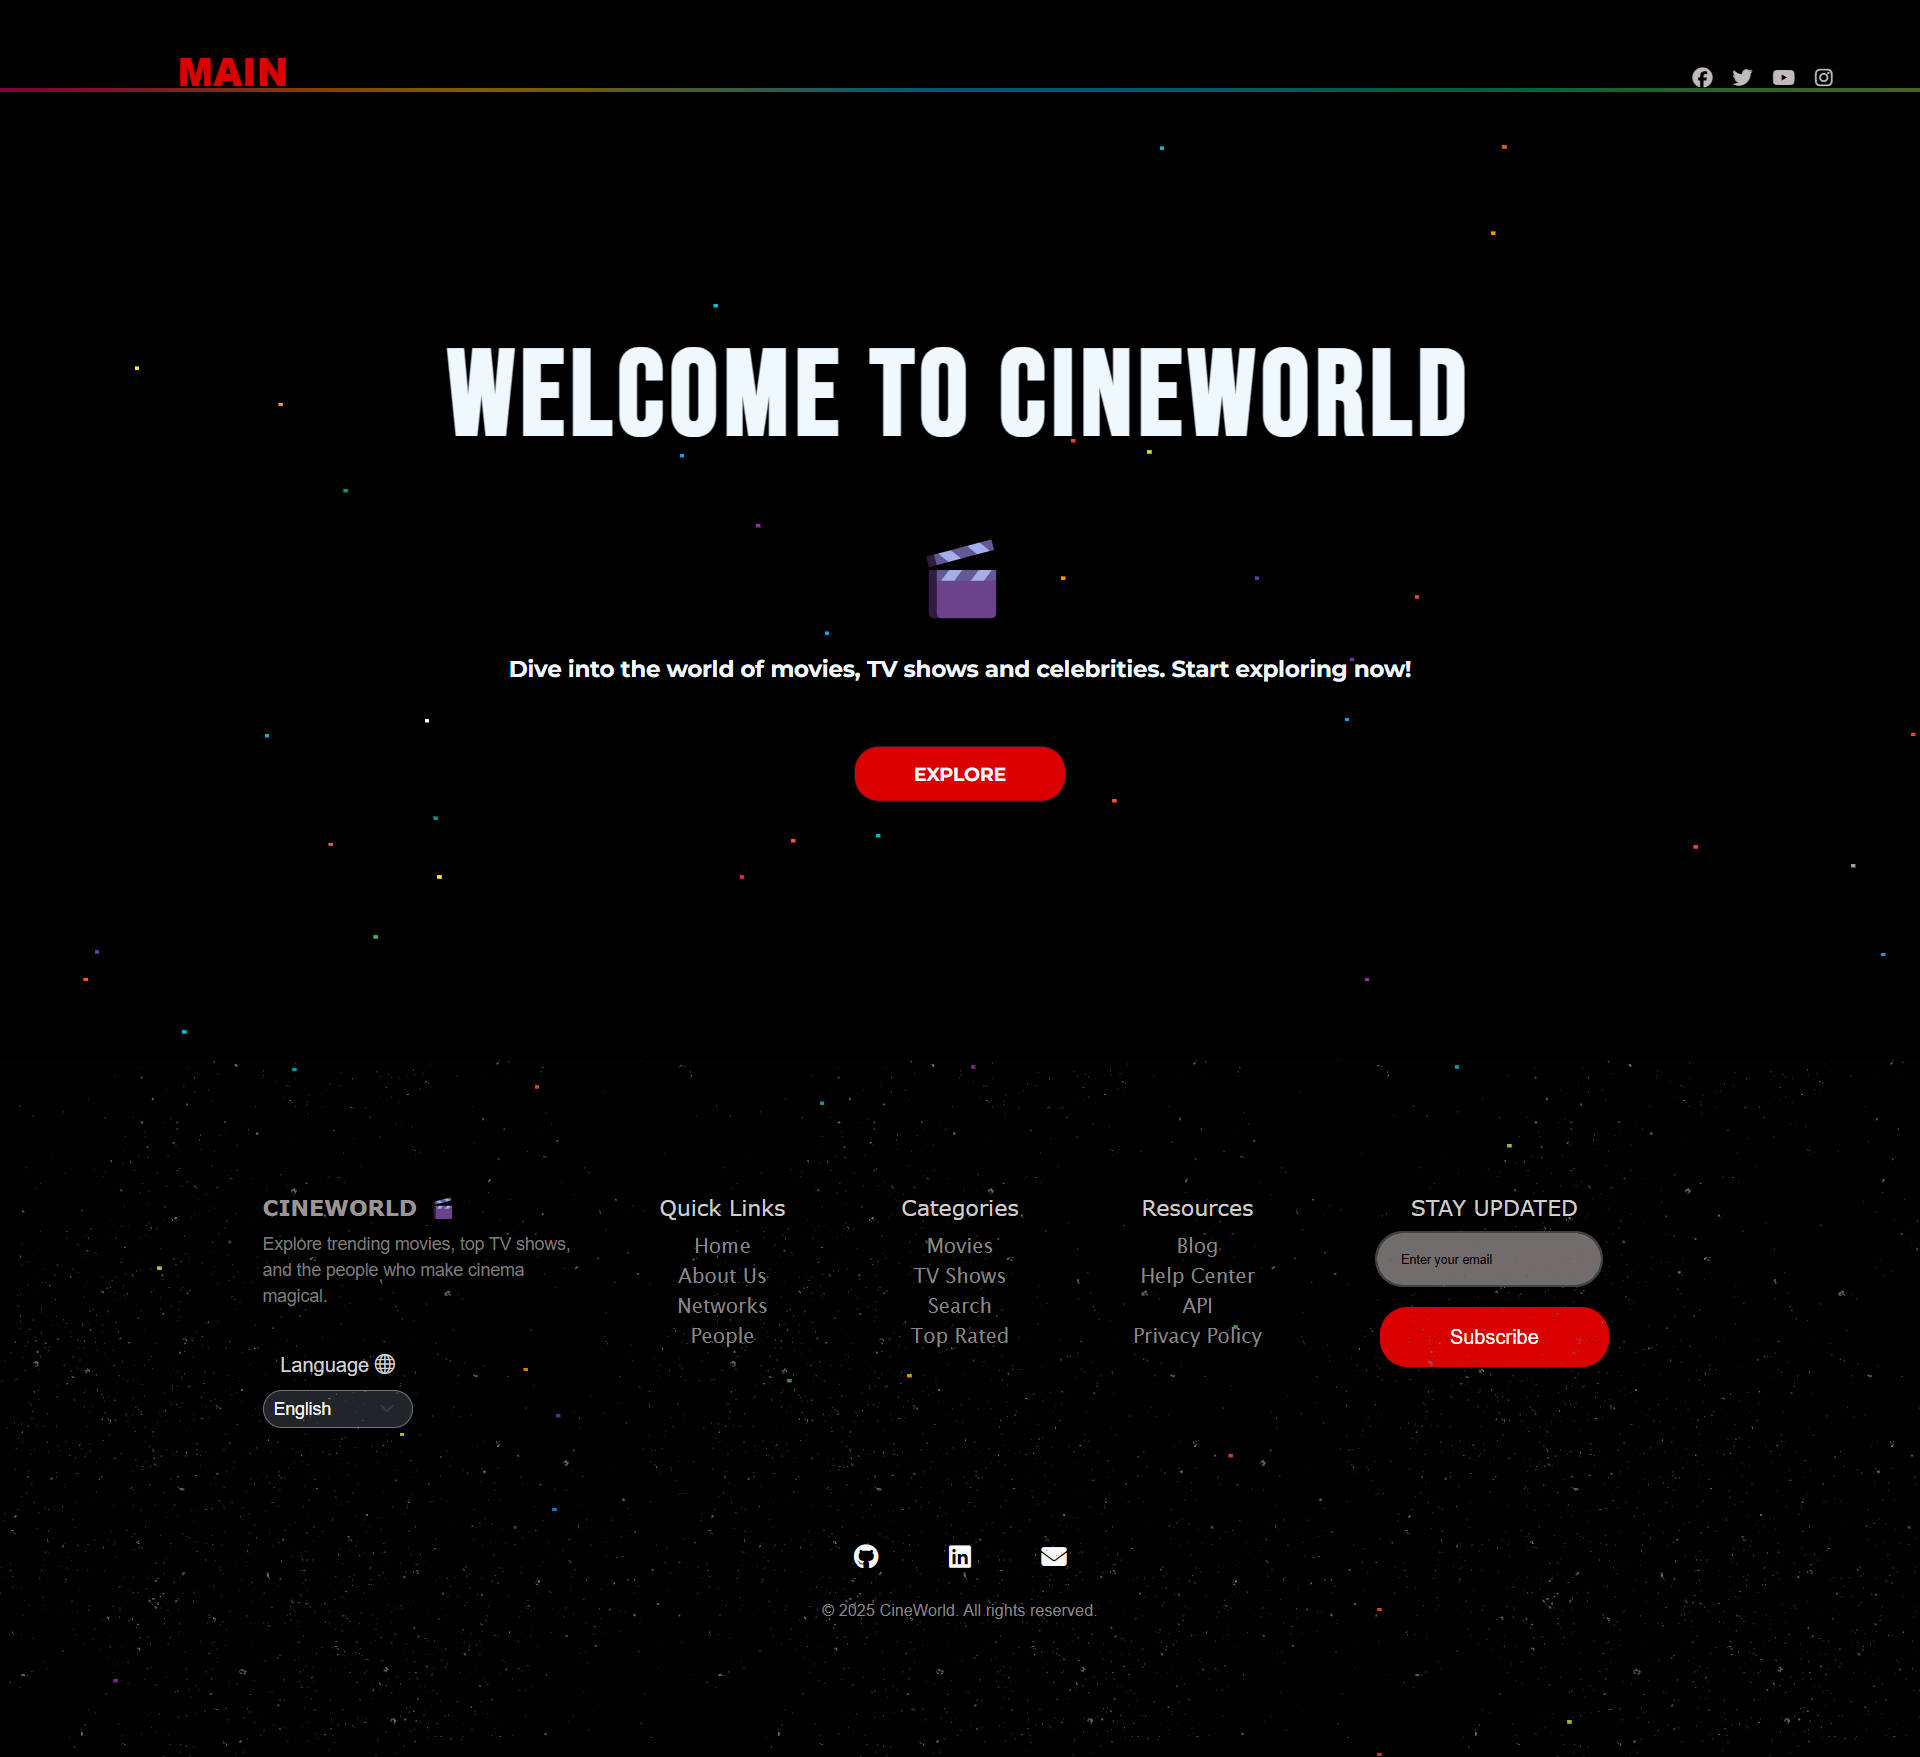 MAIN
WELCOME TO CINEWORLD
Dive into the world of movies, TV shows and celebrities. Start exploring now!
EXPLORE
CINEWORLD
Explore trending movies, top TV shows,
and the people who make cinema
magical.
Language
English
Quick Links
Home
About Us
Networks
People
Categories
Movies
TV Shows
Search
Top Rated
Resources
Blog
Help Center
API
Privacy Policy
STAY UPDATED
Enter your email
Subscribe
© 2025 CineWorld. All rights reserved.